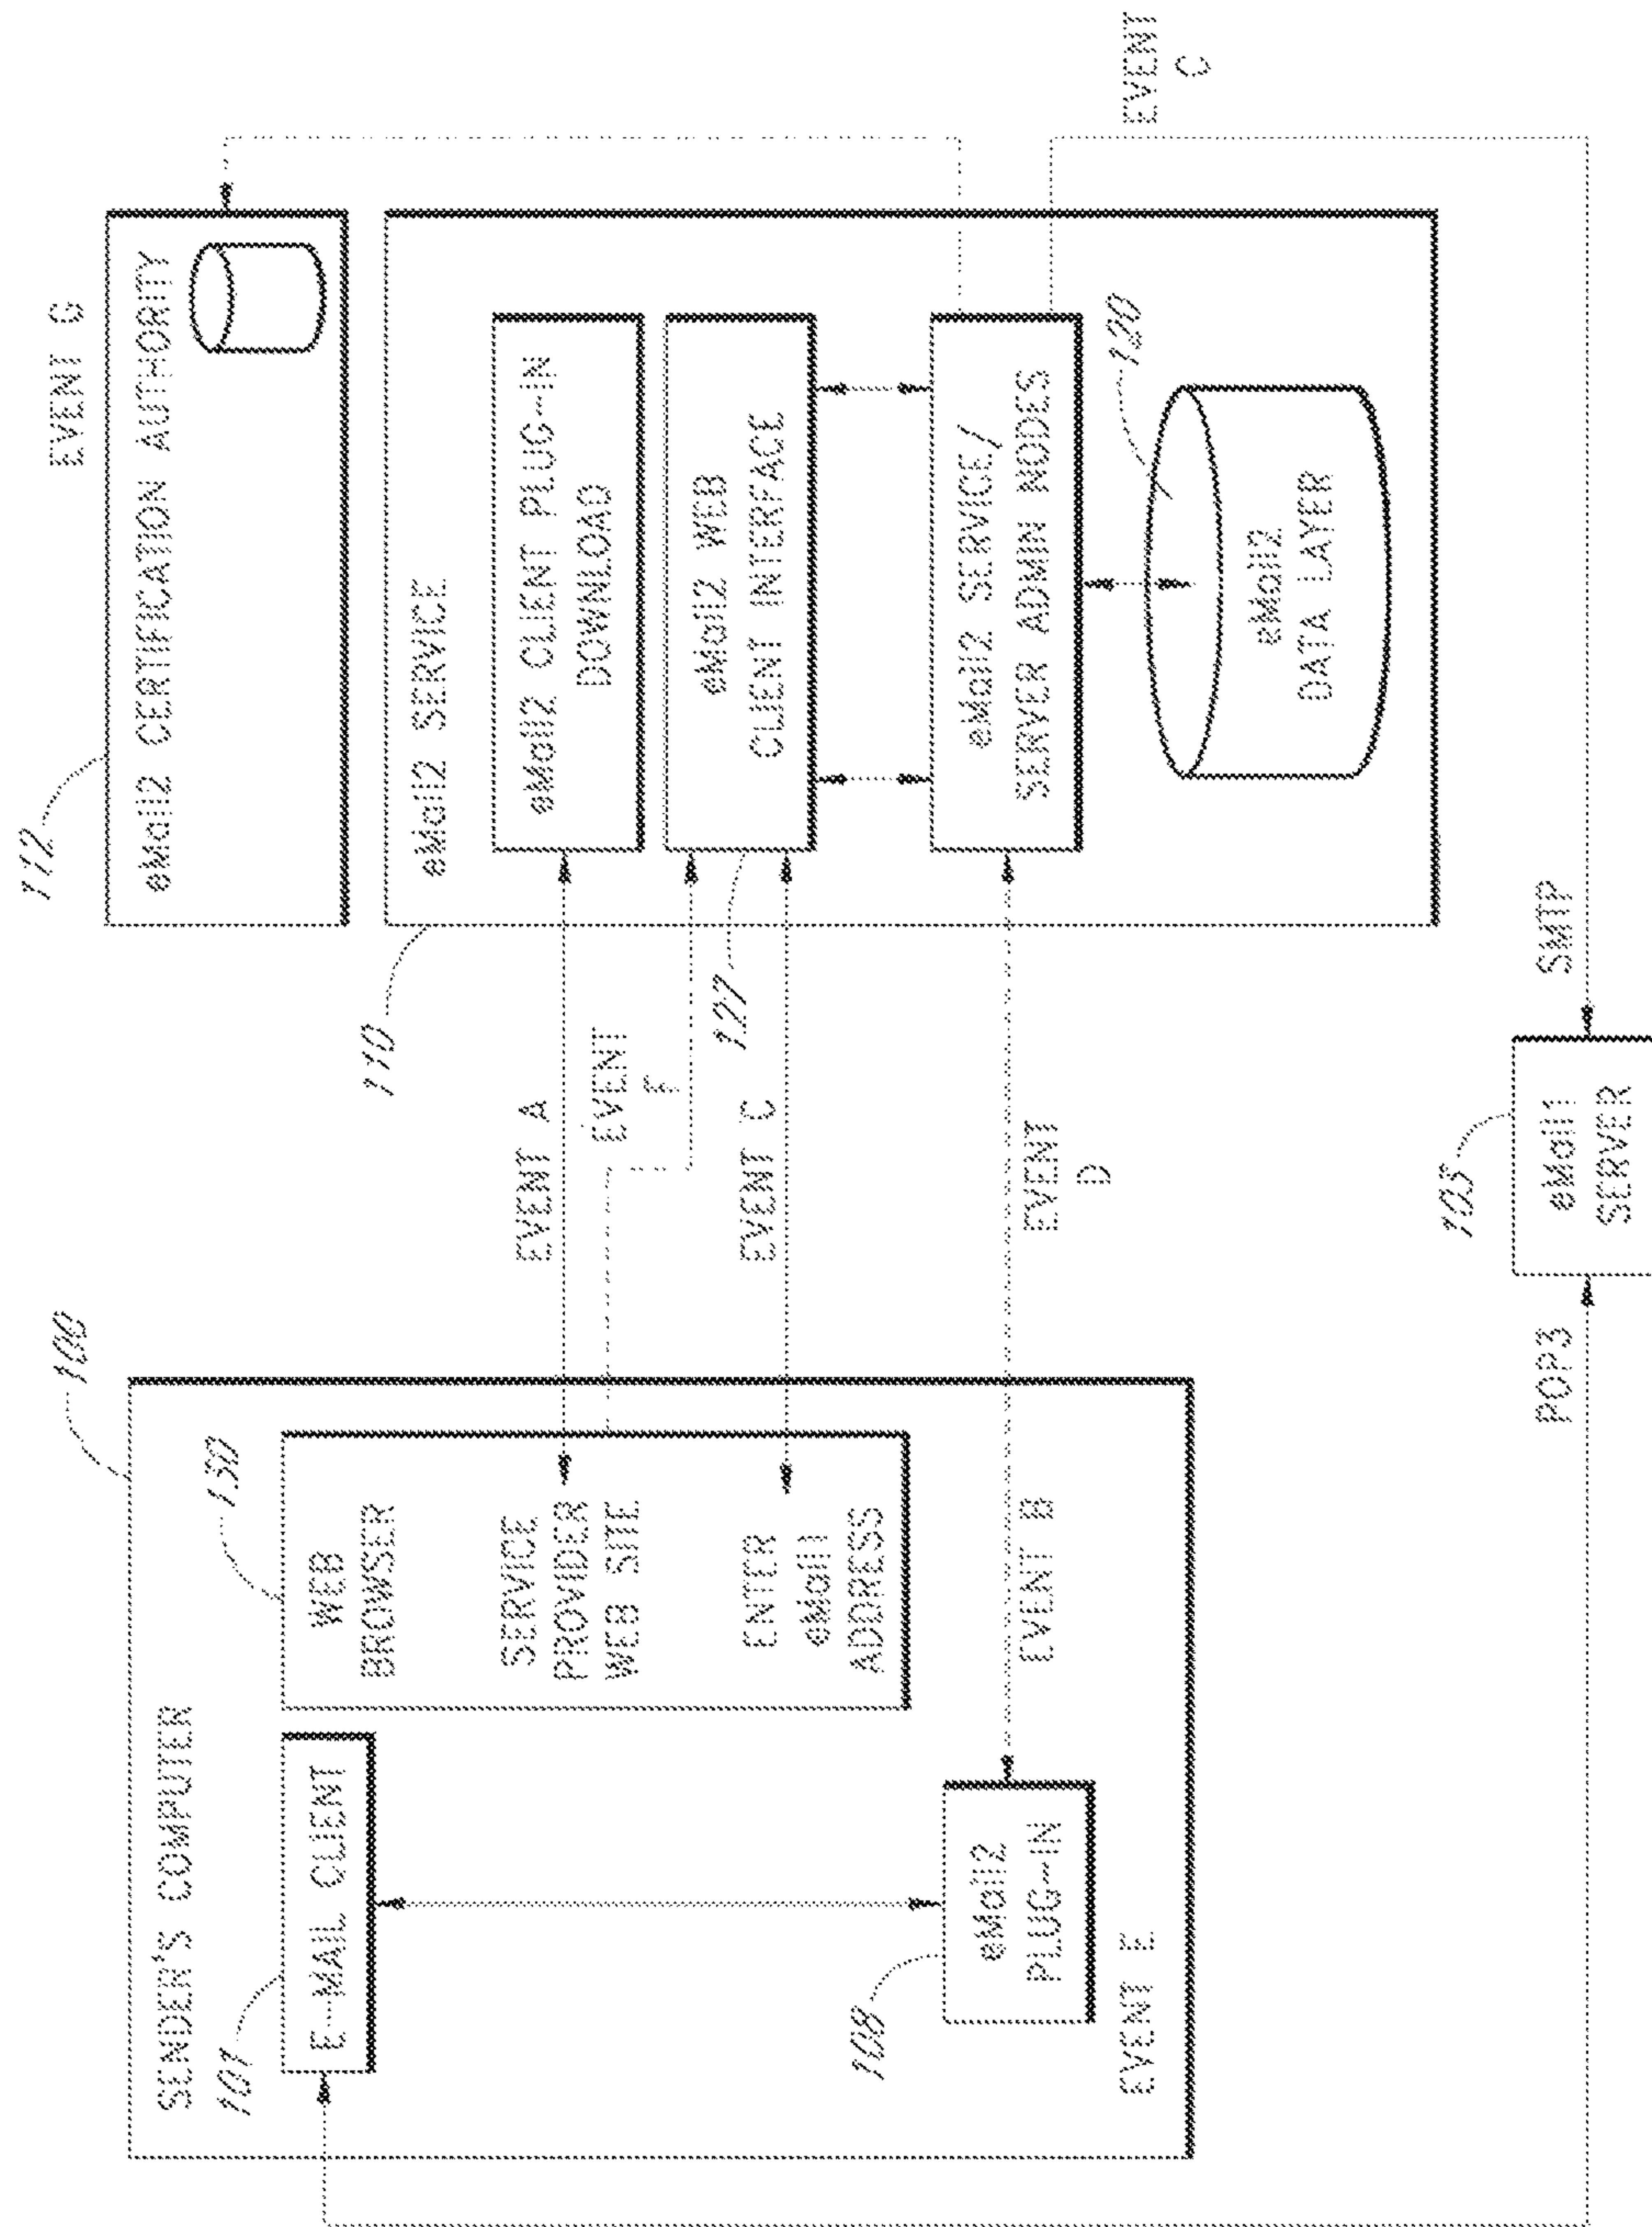 100
SENDER'S COMPUTER
101
E-MAIL CLIENT
130
WEB
BROWSER
SERVICE
PROVIDER
WEB SITE
ENTER
eMail1
ADDRESS
108
eMail2
PLUG-IN
EVENT B
EVENT E
EVENT A
EVENT
F
EVENT C
EVENT
D
EVENT G
112
eMail2 CERTIFICATION AUTHORITY
110
eMail2 SERVICE
eMail2 CLIENT PLUG-IN
DOWNLOAD
127
eMail2 WEB
CLIENT INTERFACE
eMail2 SERVICE/
SERVER ADMIN NODES
120
eMail2
DATA LAYER
EVENT
C
POP3
105
eMail1
SERVER
SMTP